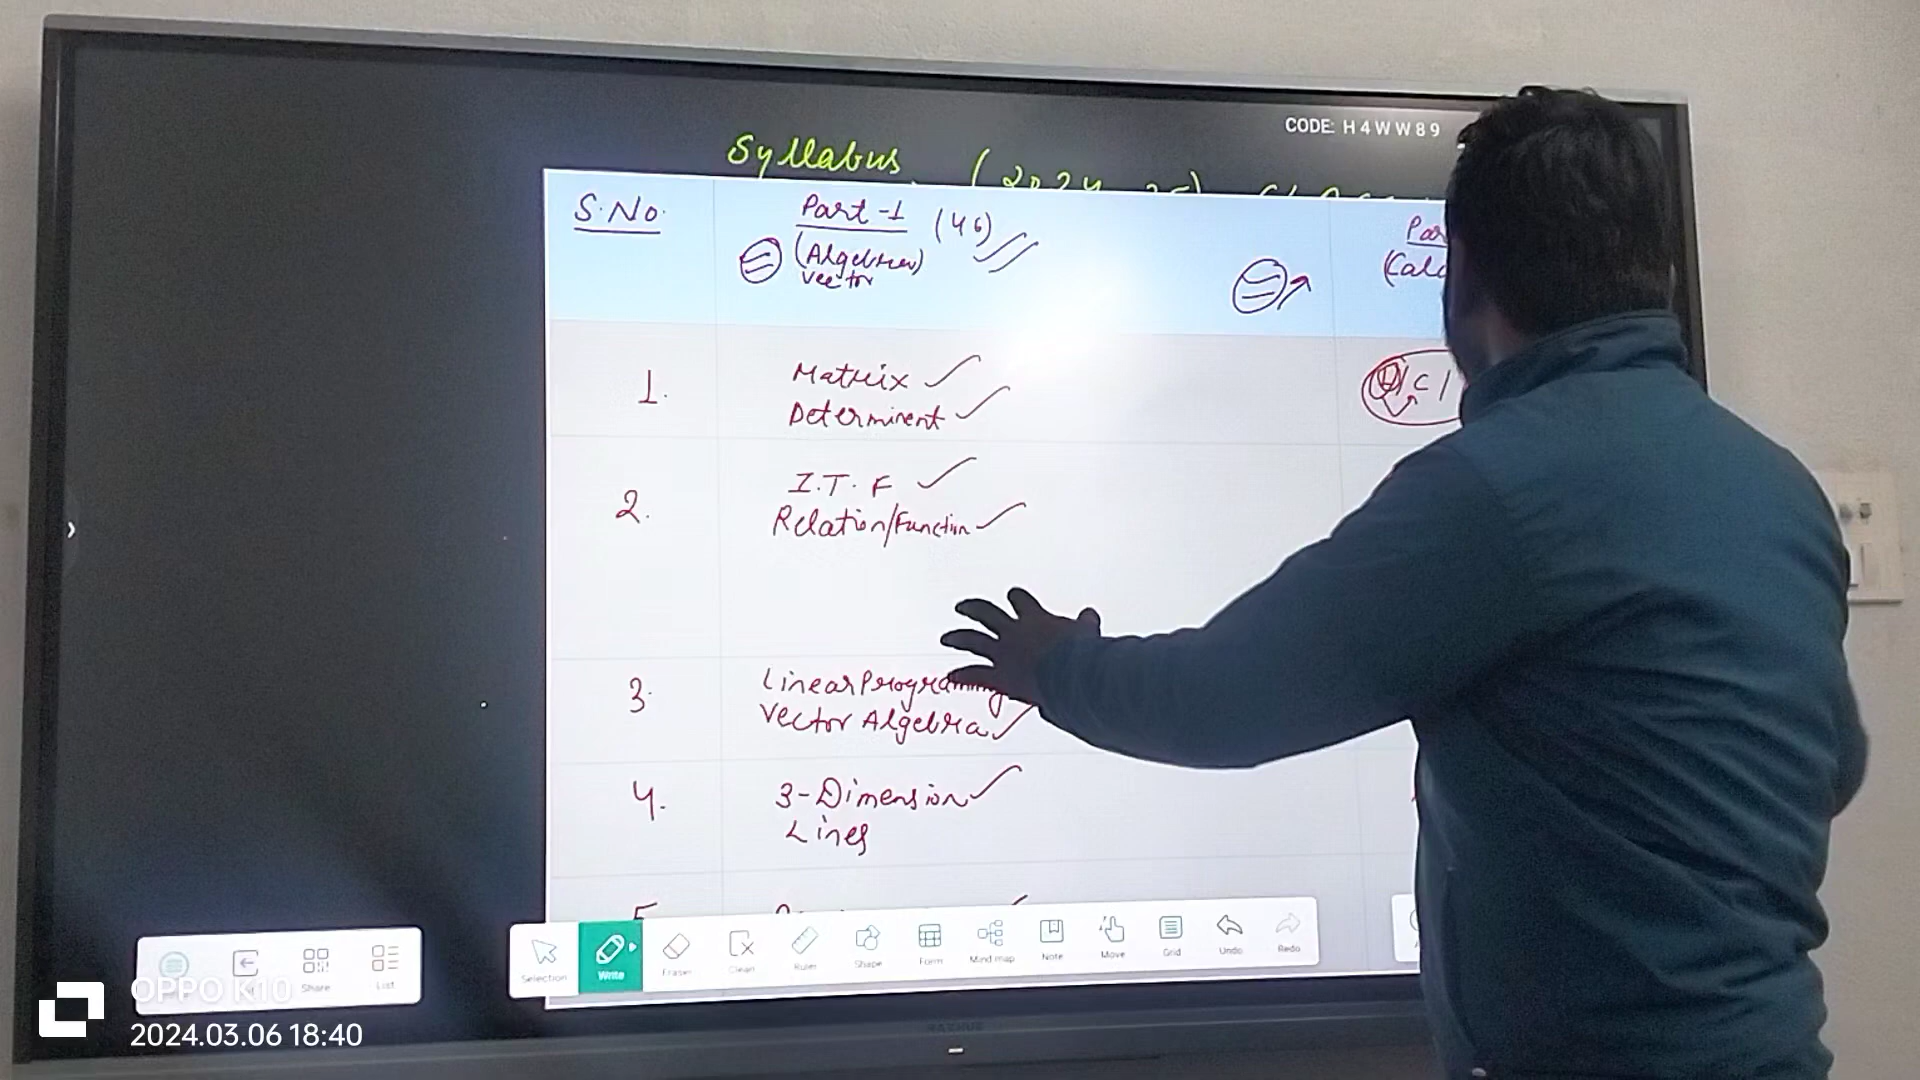 CODE: H4WW89
Syllabus (2024-25)
S.No.
Part-1 (46)
(Algebra)
Vector
1.
Matrix
Determinent
2.
I.T.F
Relation/Function
3.
Linear Programming
Vector Algebra
4.
3-Dimension
Lines
Selection
Write
Eraser
Clean
Ruler
Shape
Form
Mind map
Note
Move
Grid
Undo
Redo
Share
List
OPPO K10
2024.03.06 18:40